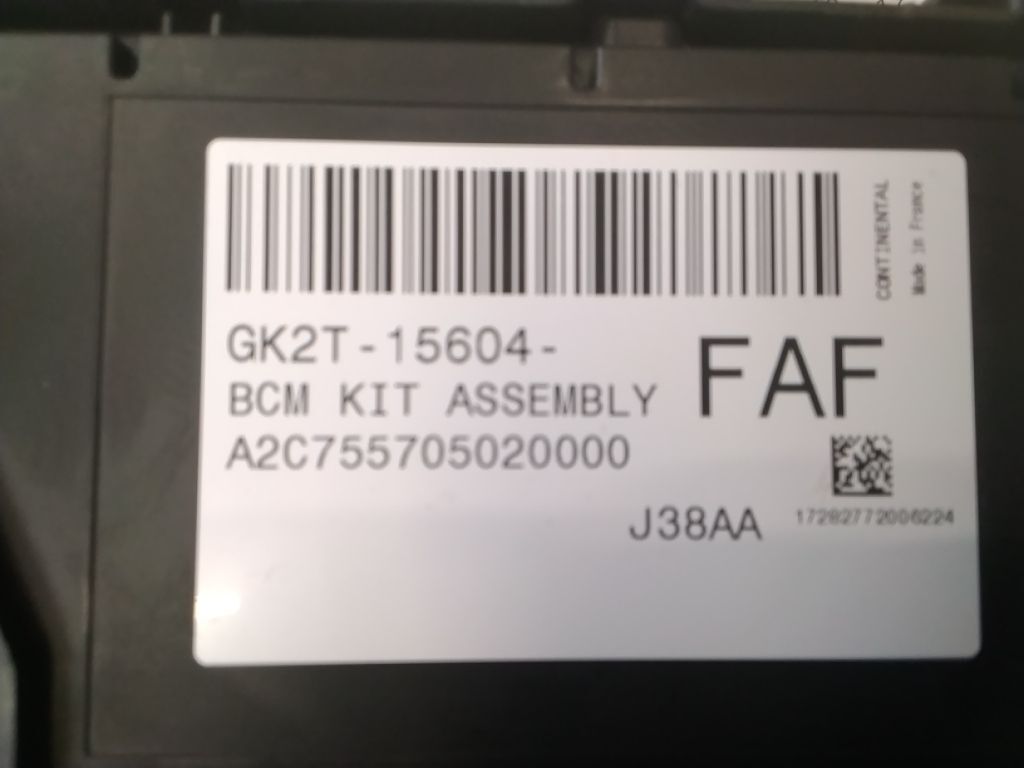 GK2T-15604-
FAF
BCM KIT ASSEMBLY
A2C755705020000
J38AA
17282772006224
CONTINENTAL
Made in France